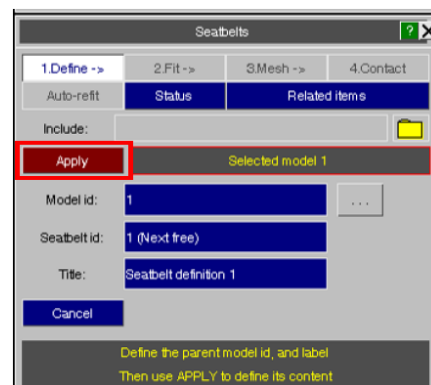 Seatbelts ? X
1.Define -> 2.Fit -> 3.Mesh -> 4.Contact
Auto-refit Status Related items
Include:
Apply Selected model 1
Model id: 1 ...
Seatbelt id: 1 (Next free)
Title: Seatbelt definition 1
Cancel
Define the parent model id, and label
Then use APPLY to define its content